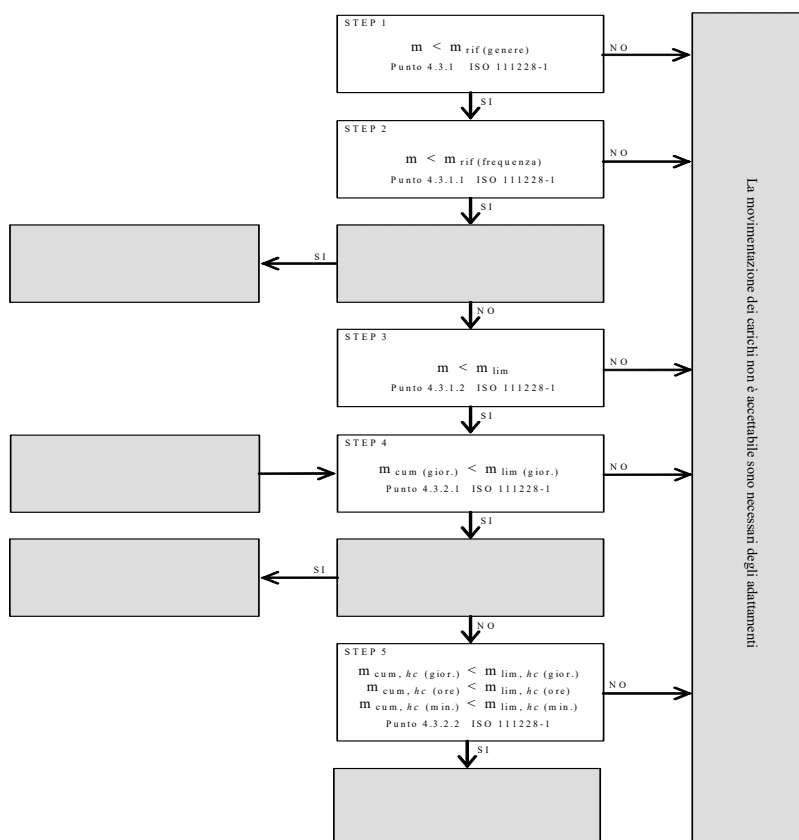 STEP 1
m < m rif (genere)
Punto 4.3.1 ISO 111228-1
NO
SI
STEP 2
m < m rif (frequenza)
Punto 4.3.1.1 ISO 111228-1
NO
SI
SI
NO
STEP 3
m < m lim
Punto 4.3.1.2 ISO 111228-1
NO
SI
STEP 4
m cum (gior.) < m lim (gior.)
Punto 4.3.2.1 ISO 111228-1
NO
SI
SI
NO
STEP 5
m cum, hc (gior.) < m lim, hc (gior.)
m cum, hc (ore) < m lim, hc (ore)
m cum, hc (min.) < m lim, hc (min.)
Punto 4.3.2.2 ISO 111228-1
NO
SI
La movimentazione dei carichi non è accettabile sono necessari degli adattamenti